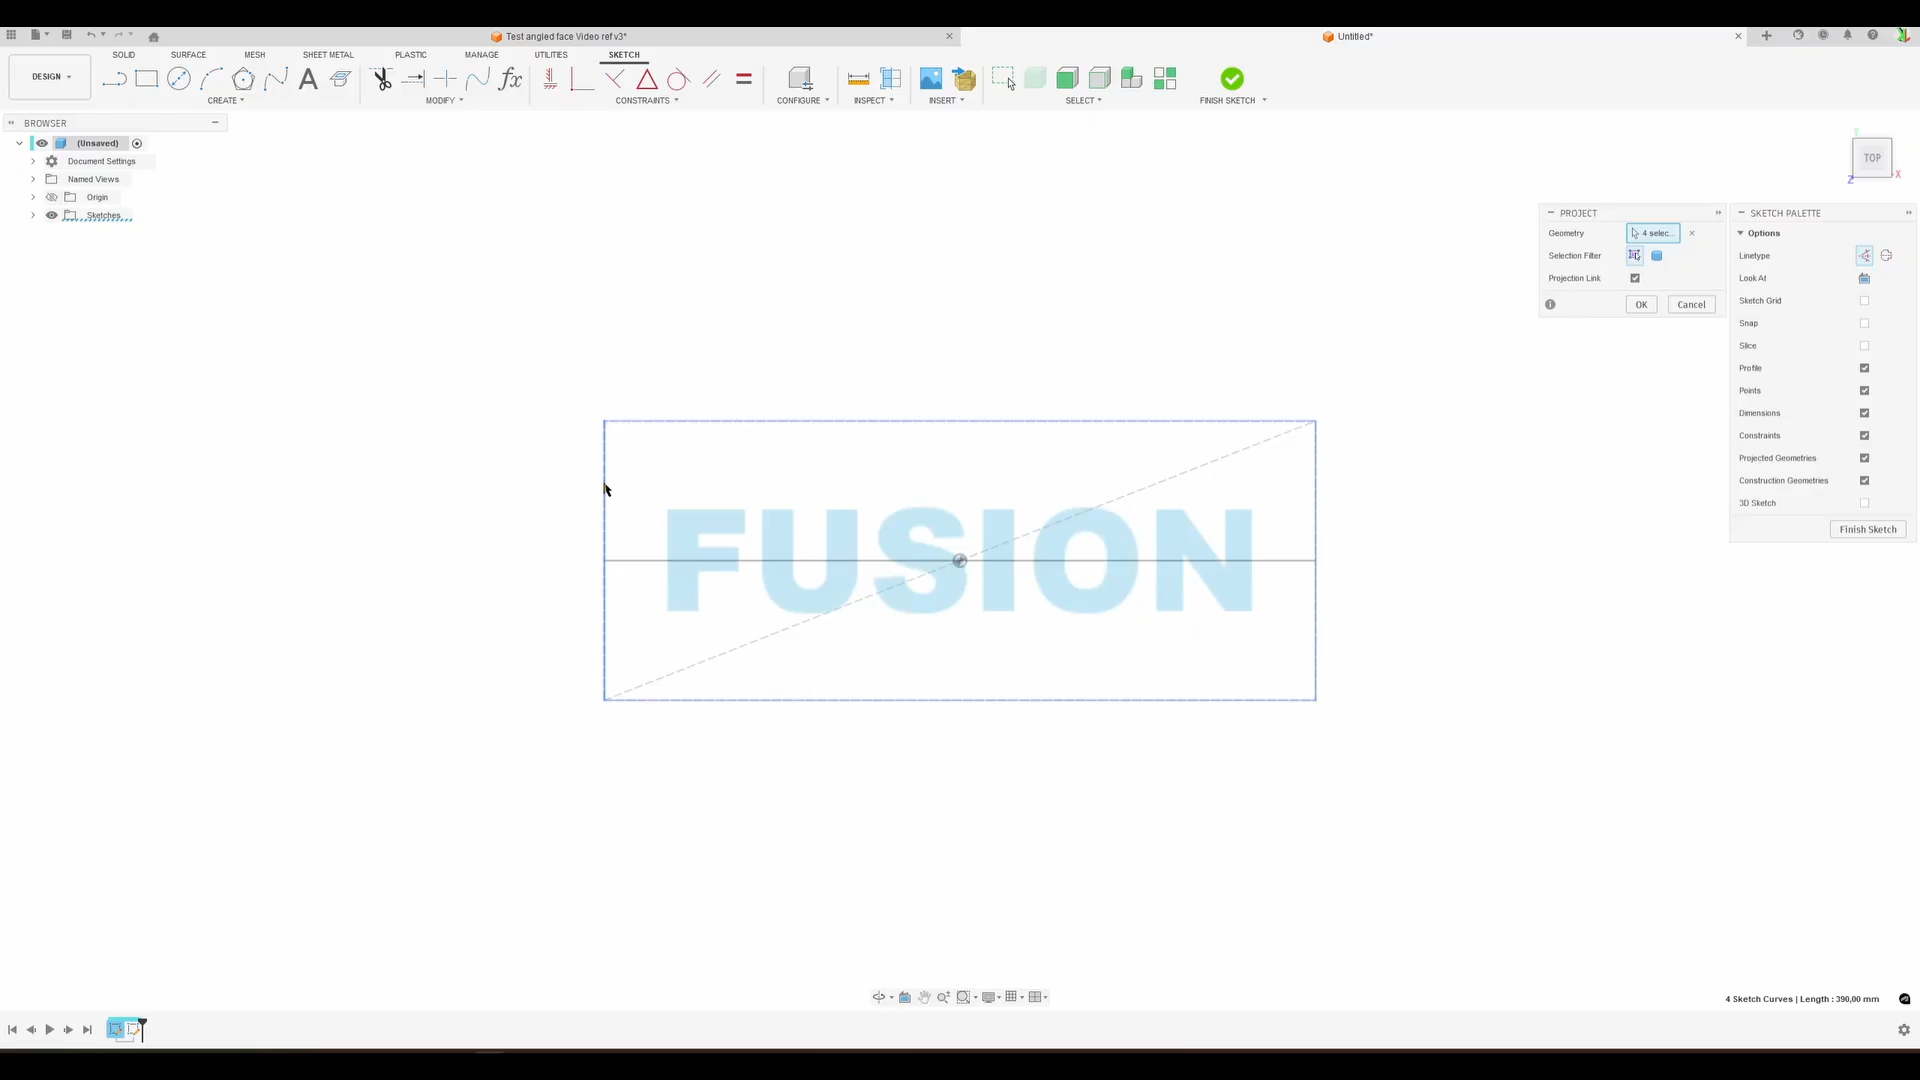 Test angled face Video ref v3*
Untitled*
SOLID SURFACE MESH SHEET METAL PLASTIC MANAGE UTILITIES SKETCH
DESIGN
CREATE MODIFY CONSTRAINTS CONFIGURE INSPECT INSERT SELECT FINISH SKETCH
BROWSER
(Unsaved)
Document Settings
Named Views
Origin
Sketches
TOP
X
Z
PROJECT
Geometry 4 selec...
Selection Filter
Projection Link
OK Cancel
SKETCH PALETTE
Options
Linetype
Look At
Sketch Grid
Snap
Slice
Profile
Points
Dimensions
Constraints
Projected Geometries
Construction Geometries
3D Sketch
Finish Sketch
FUSION
4 Sketch Curves | Length : 390,00 mm